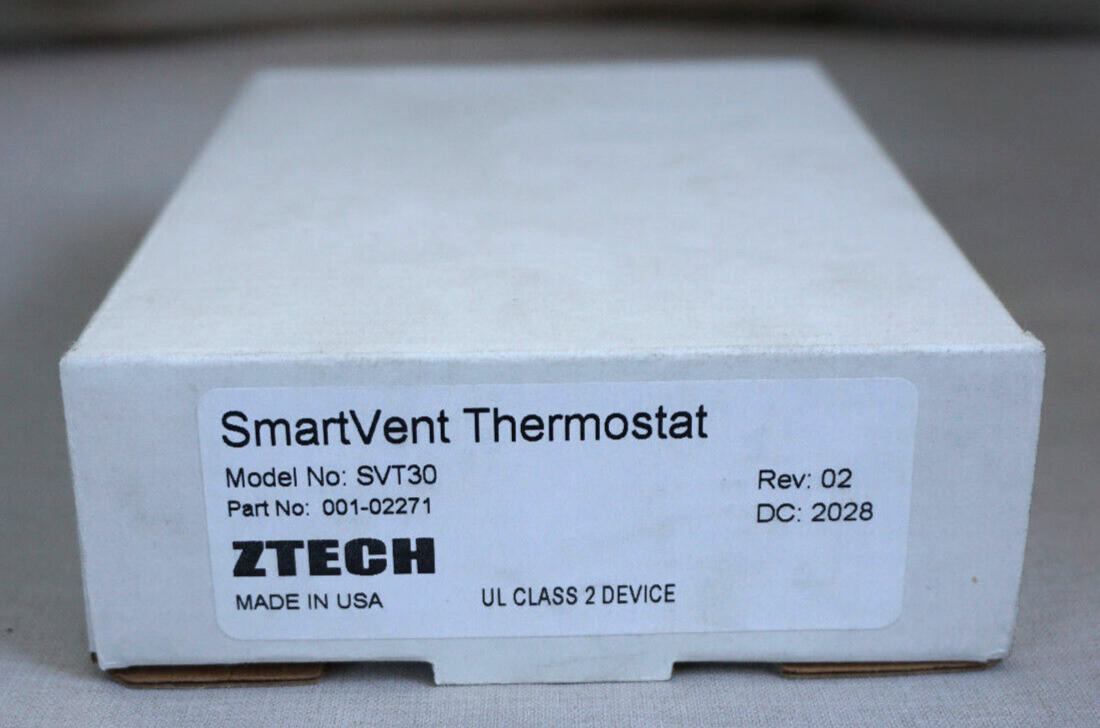 SmartVent Thermostat
Model No: SVT30
Rev: 02
Part No: 001-02271
DC: 2028
ZTECH
MADE IN USA
UL CLASS 2 DEVICE